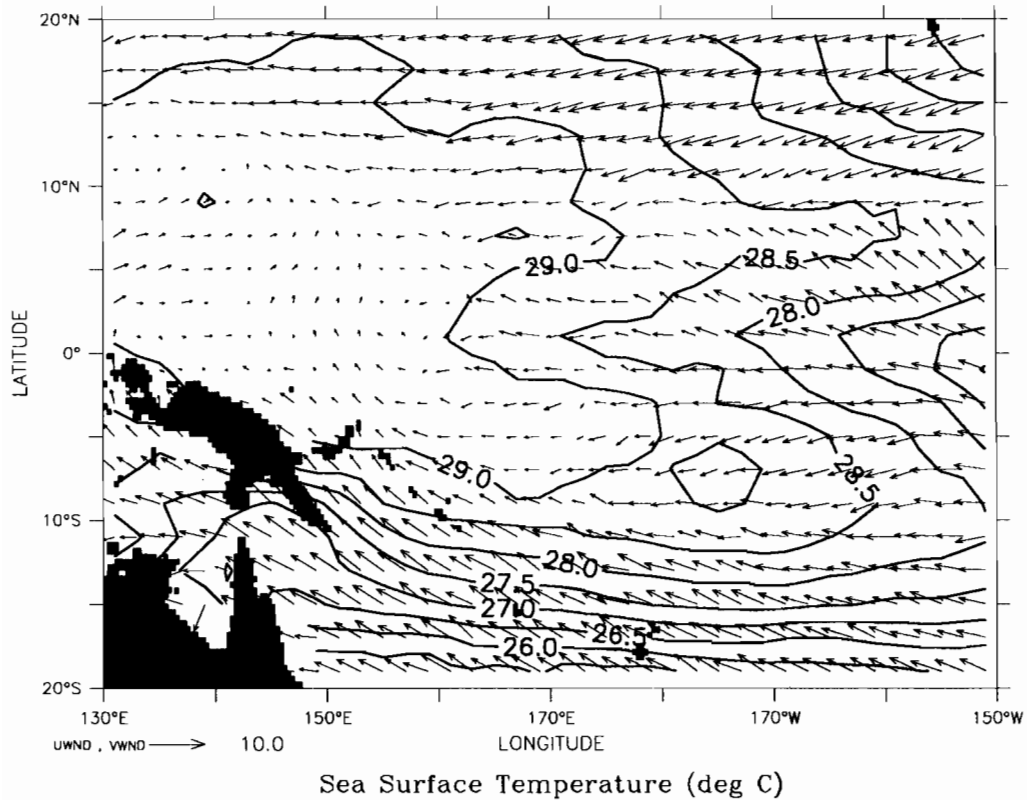 20°N
10°N
0°
10°S
20°S
LATITUDE
29.0
28.5
28.0
29.0
28.5
28.0
27.5
27.0
26.5
26.0
130°E 150°E 170°E 170°W 150°W
UWND , VWND 10.0
LONGITUDE
Sea Surface Temperature (deg C)